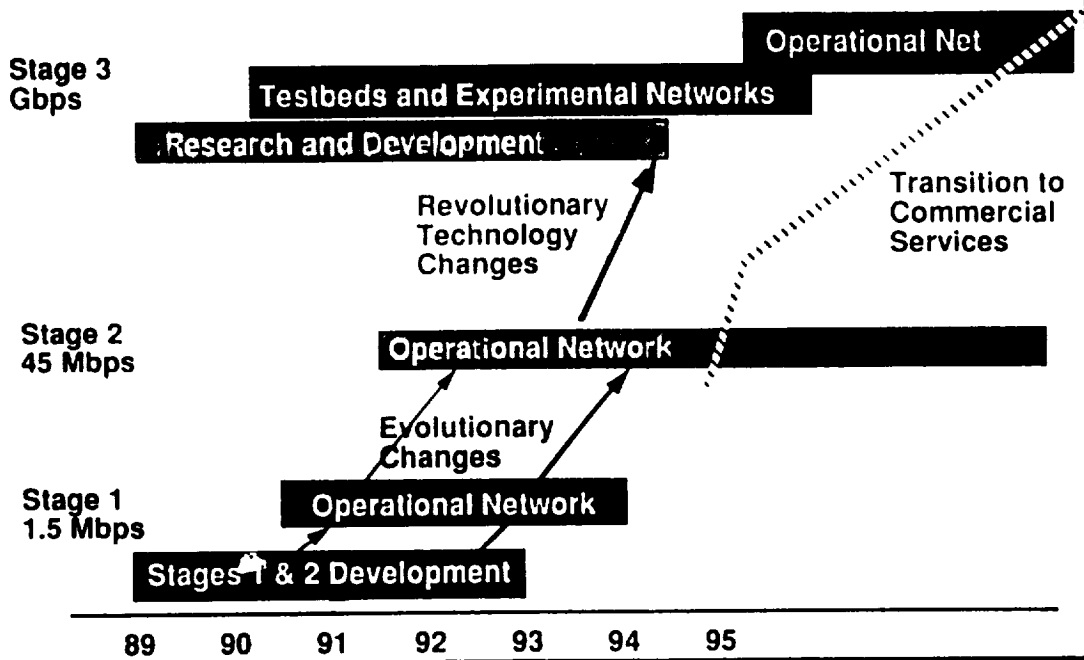 Operational Net
Stage 3
Gbps
Testbeds and Experimental Networks
Research and Development
Revolutionary
Technology
Changes
Transition to
Commercial
Services
Stage 2
45 Mbps
Operational Network
Evolutionary
Changes
Stage 1
1.5 Mbps
Operational Network
Stages 1 & 2 Development
89 90 91 92 93 94 95